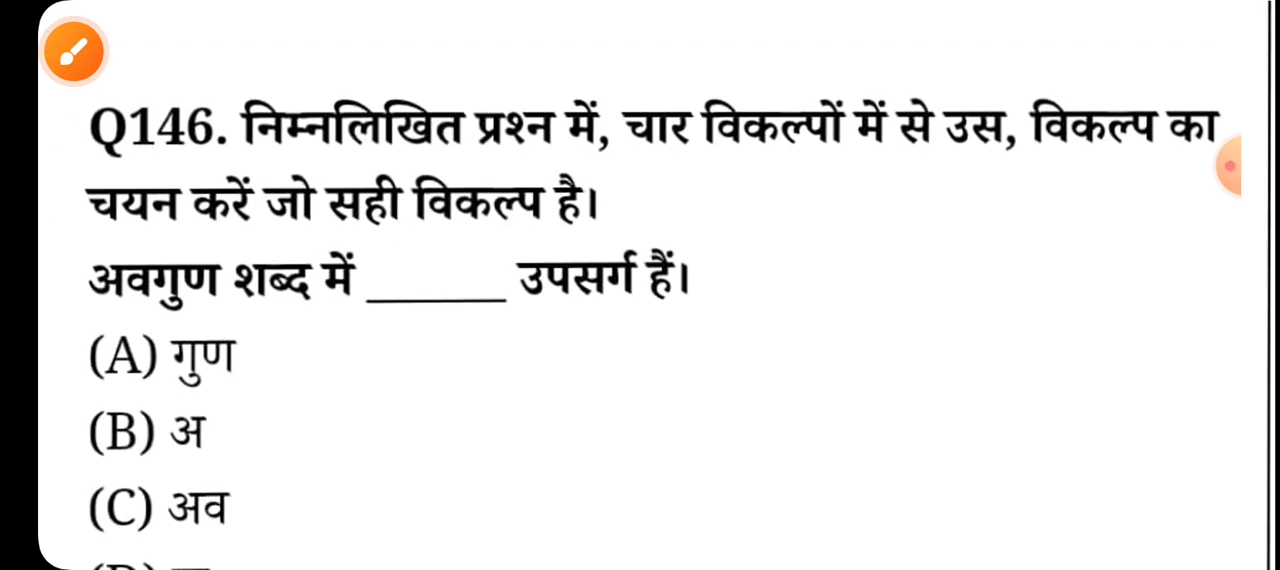 Q146. निम्नलिखित प्रश्न में, चार विकल्पों में से उस, विकल्प का
चयन करें जो सही विकल्प है।
अवगुण शब्द में ______ उपसर्ग हैं।
(A) गुण
(B) अ
(C) अव